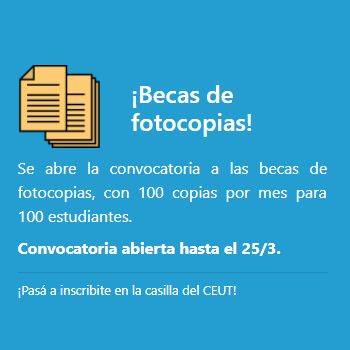 ¡Becas de
fotocopias!
Se abre la convocatoria a las becas de
fotocopias, con 100 copias por mes para
100 estudiantes.
Convocatoria abierta hasta el 25/3.
¡Pasá a inscribite en la casilla del CEUT!